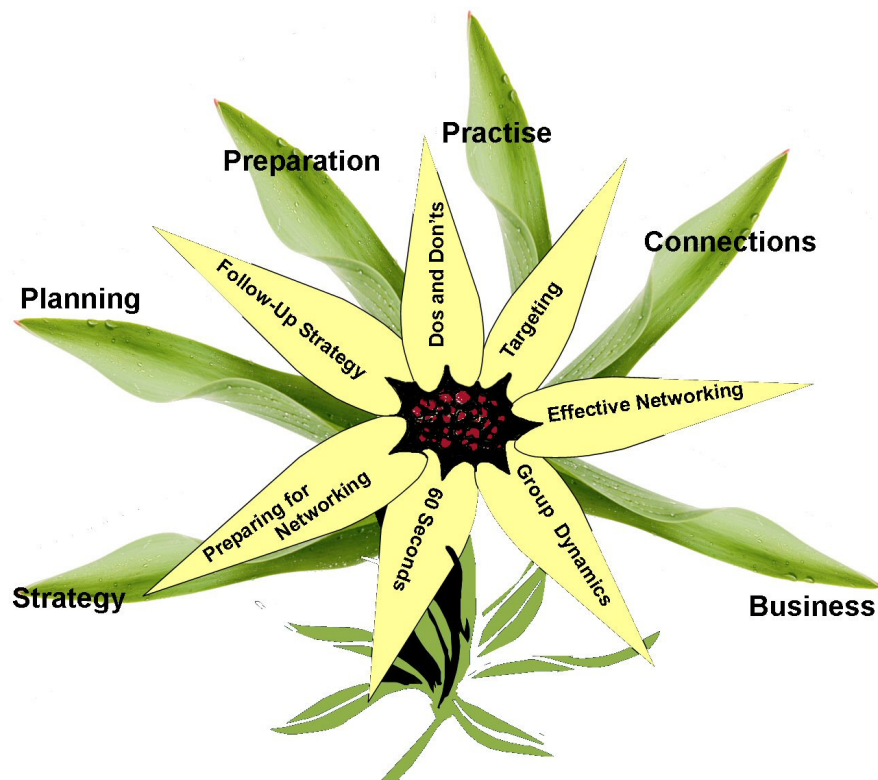 Practise
Preparation
Connections
Planning
Strategy
Business
Dos and Don'ts
Targeting
Effective Networking
Group Dynamics
60 Seconds
Preparing for
Networking
Follow-Up Strategy